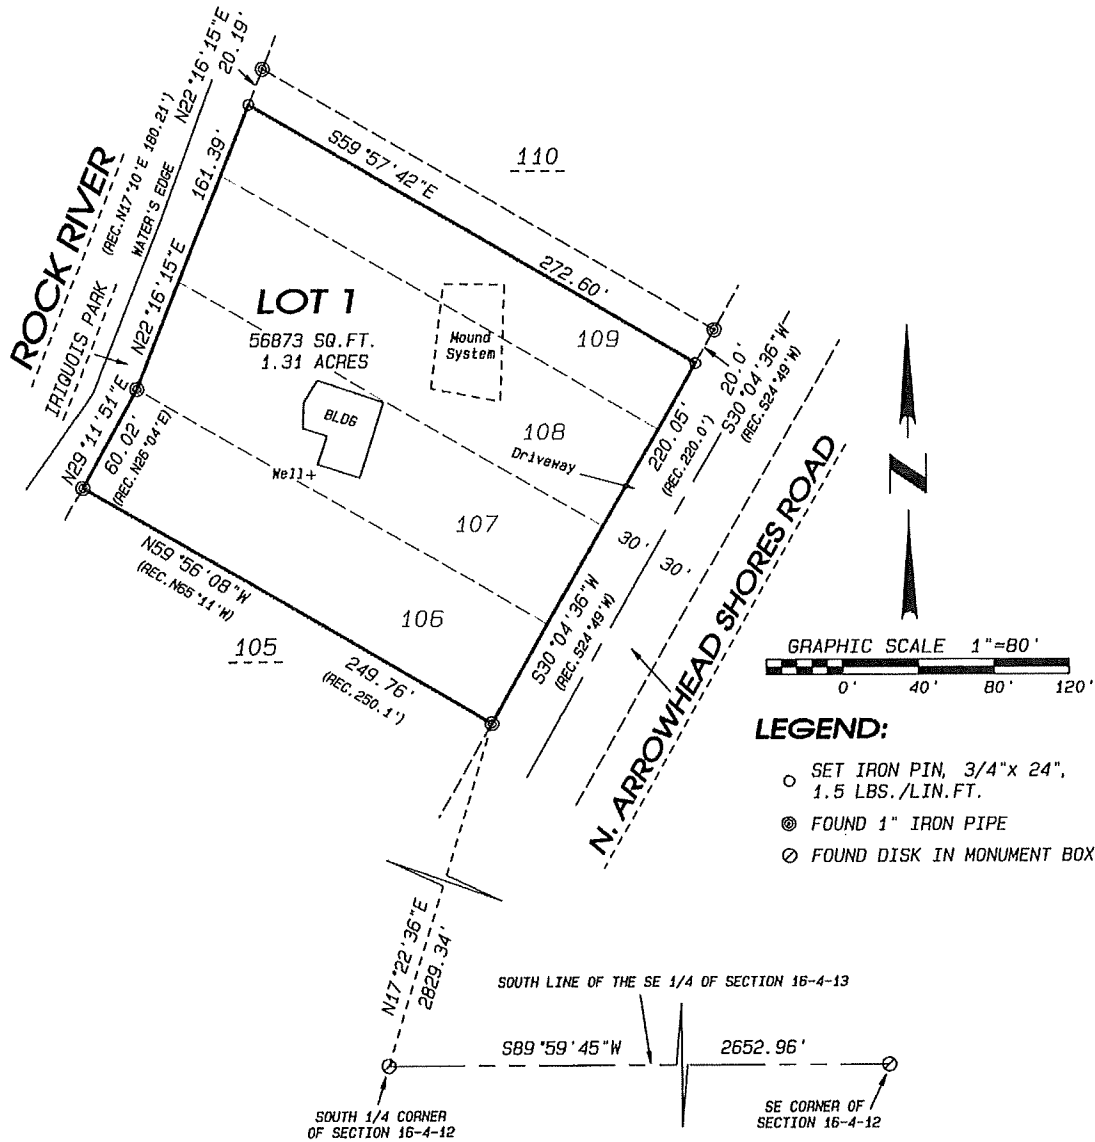 N22°16'15"E
20.19'
(REC.N17°10'E 180.21')
WATER'S EDGE
161.39'
N22°16'15"E
ROCK RIVER
IRIQUOIS PARK
S59°57'42"E
272.60'
110
LOT 1
56873 SQ.FT.
1.31 ACRES
Mound
System
109
BLDG
108
Driveway
Well+
107
N29°11'51"E
60.02'
(REC.N26°04'E)
220.05'
(REC.220.0')
20.0'
S30°04'36"W
(REC.S24°49'W)
30'
30'
N59°56'08"W
(REC.N65°11'W)
106
105
249.76'
(REC.250.1')
S30°04'36"W
(REC.S24°49'W)
N. ARROWHEAD SHORES ROAD
N
GRAPHIC SCALE 1"=80'
0' 40' 80' 120'
LEGEND:
SET IRON PIN, 3/4"x 24",
1.5 LBS./LIN.FT.
FOUND 1" IRON PIPE
FOUND DISK IN MONUMENT BOX
N17°22'36"E
2829.34'
SOUTH LINE OF THE SE 1/4 OF SECTION 16-4-13
S89°59'45"W 2652.96'
SOUTH 1/4 CORNER
OF SECTION 16-4-12
SE CORNER OF
SECTION 16-4-12